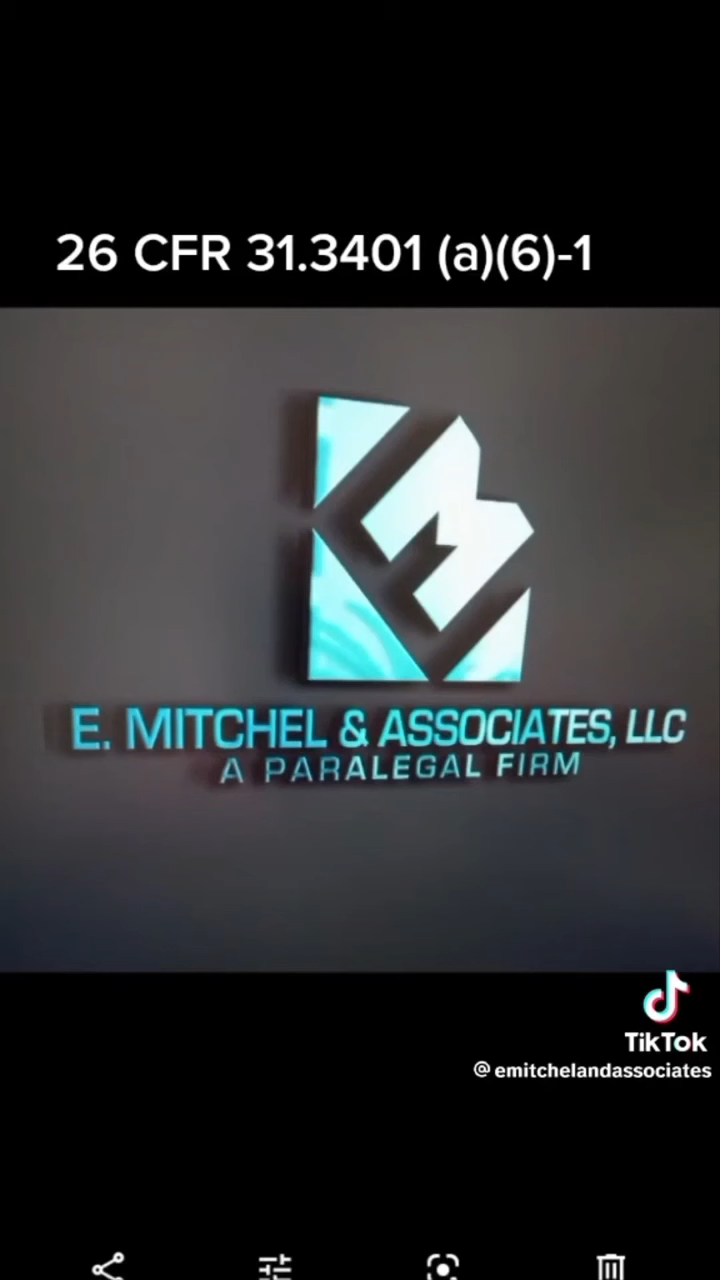 26 CFR 31.3401 (a)(6)-1
E. MITCHEL & ASSOCIATES, LLC
A PARALEGAL FIRM
TikTok
@emitchelandassociates